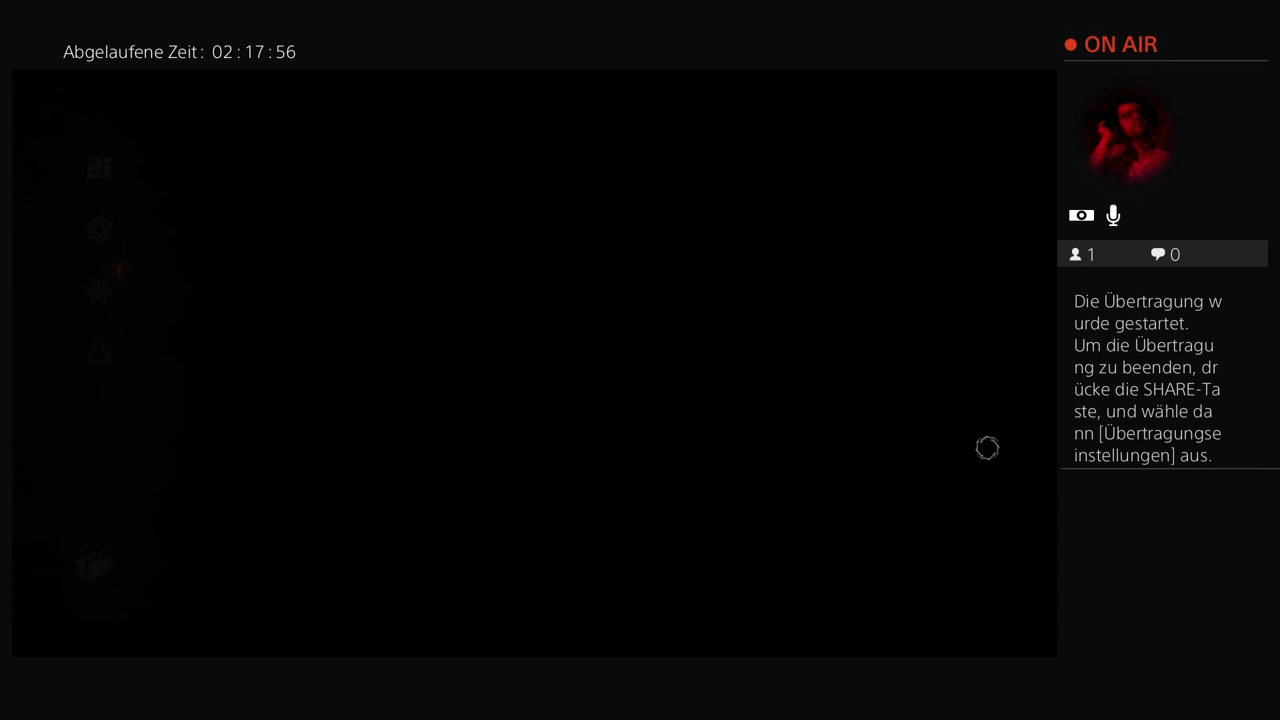 Abgelaufene Zeit: 02:17:56
ON AIR
1
0
Die Übertragung w
urde gestartet.
Um die Übertragu
ng zu beenden, dr
ücke die SHARE-Ta
ste, und wähle da
nn [Übertragungse
instellungen] aus.